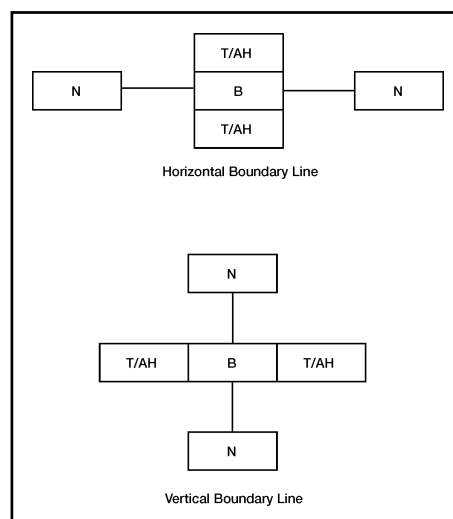 T/AH
N B N
T/AH
Horizontal Boundary Line
N
T/AH B T/AH
N
Vertical Boundary Line